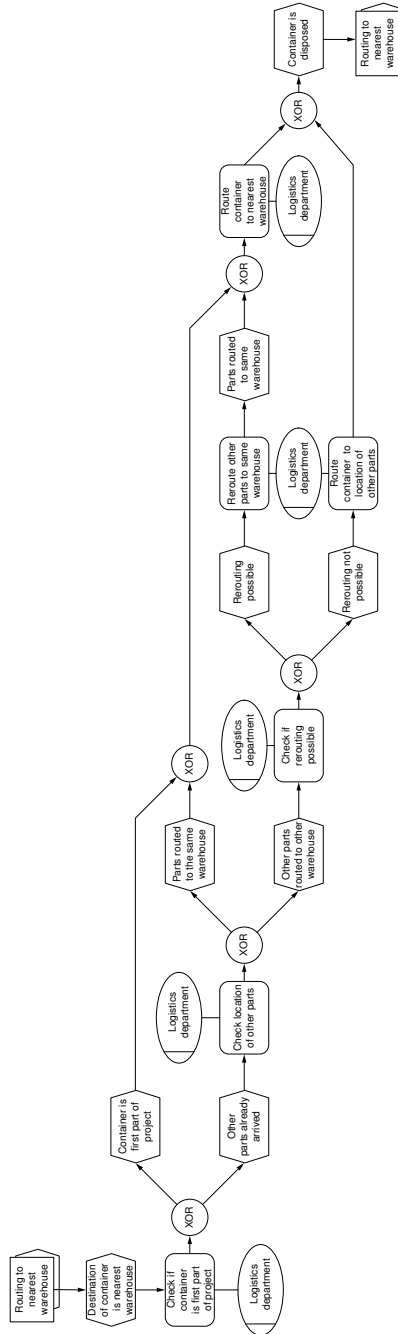 Routing to
nearest
warehouse
Destination
of container
is nearest
warehouse
Check if
container
is first part
of project
Logistics
department
XOR
Container is
first part of
project
Other
parts already
arrived
Logistics
department
Check location
of other parts
XOR
Parts routed
to the same
warehouse
Other parts
routed to other
warehouse
XOR
Logistics
department
Check if
rerouting
possible
XOR
Rerouting
possible
Rerouting not
possible
Reroute other
parts to same
warehouse
Logistics
department
Route
container to
location of
other parts
Parts routed
to same
warehouse
XOR
Route
container
to nearest
warehouse
Logistics
department
XOR
Container is
disposed
Routing to
nearest
warehouse